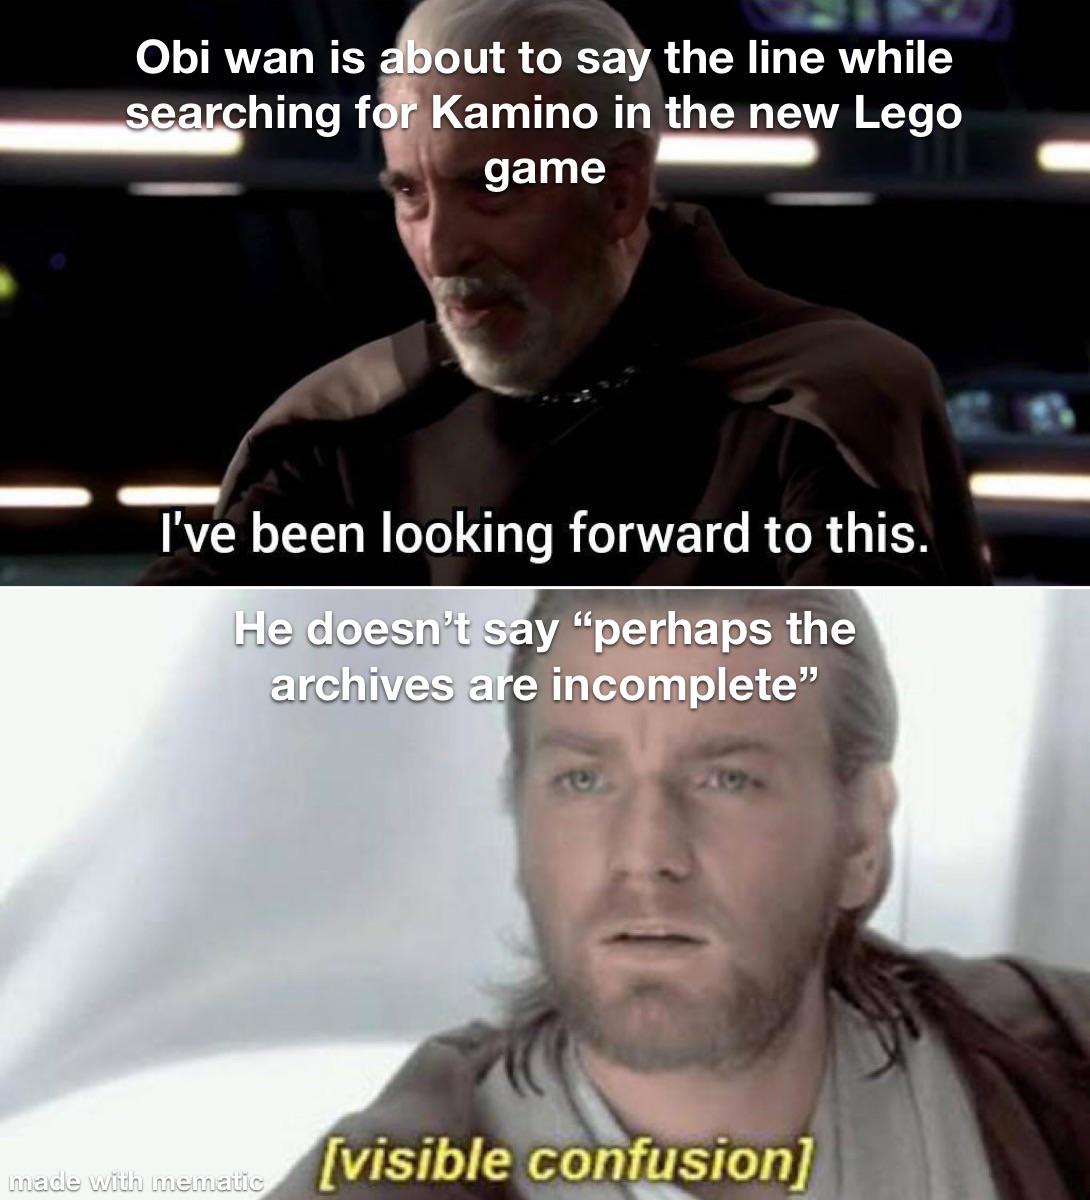 Obi wan is about to say the line while
searching for Kamino in the new Lego
game
I've been looking forward to this.
He doesn’t say “perhaps the
archives are incomplete”
[visible confusion]
made with mematic